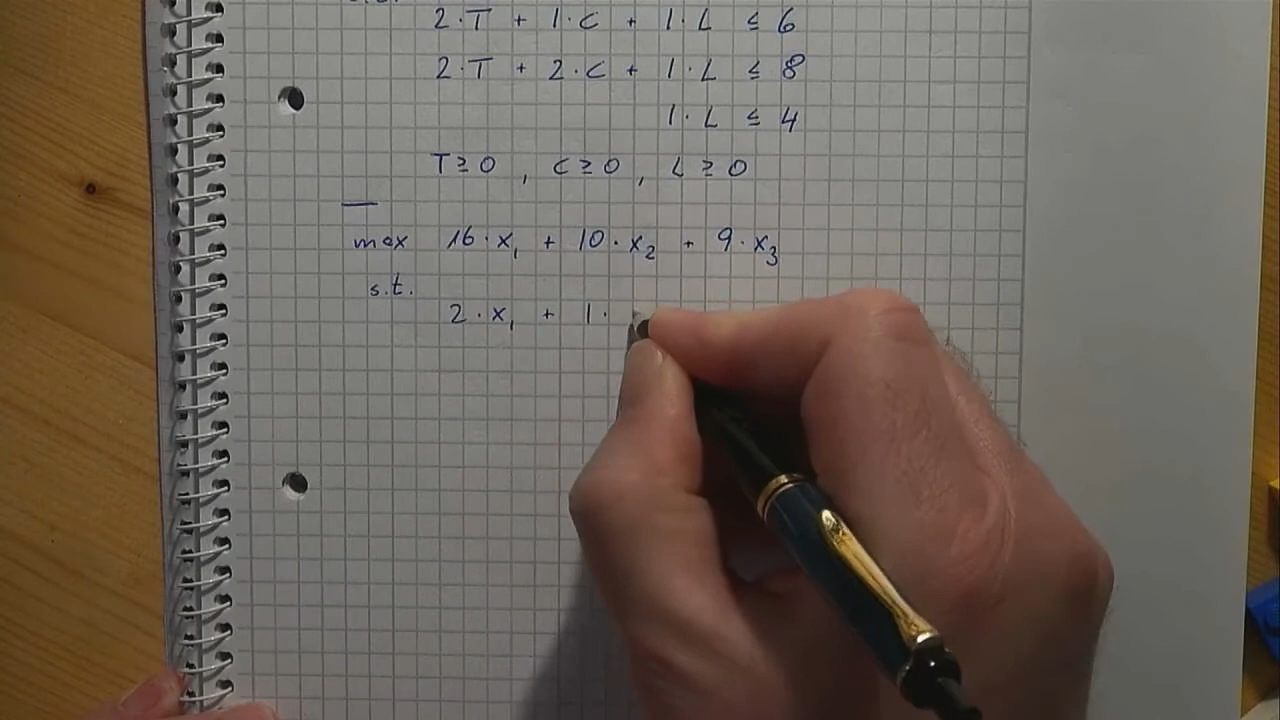 2·T + 1·C + 1·L ≤ 6
2·T + 2·C + 1·L ≤ 8
1·L ≤ 4
T≥0 , C≥0 , L≥0
max 16·x₁ + 10·x₂ + 9·x₃
s.t.
2·x₁ + 1·